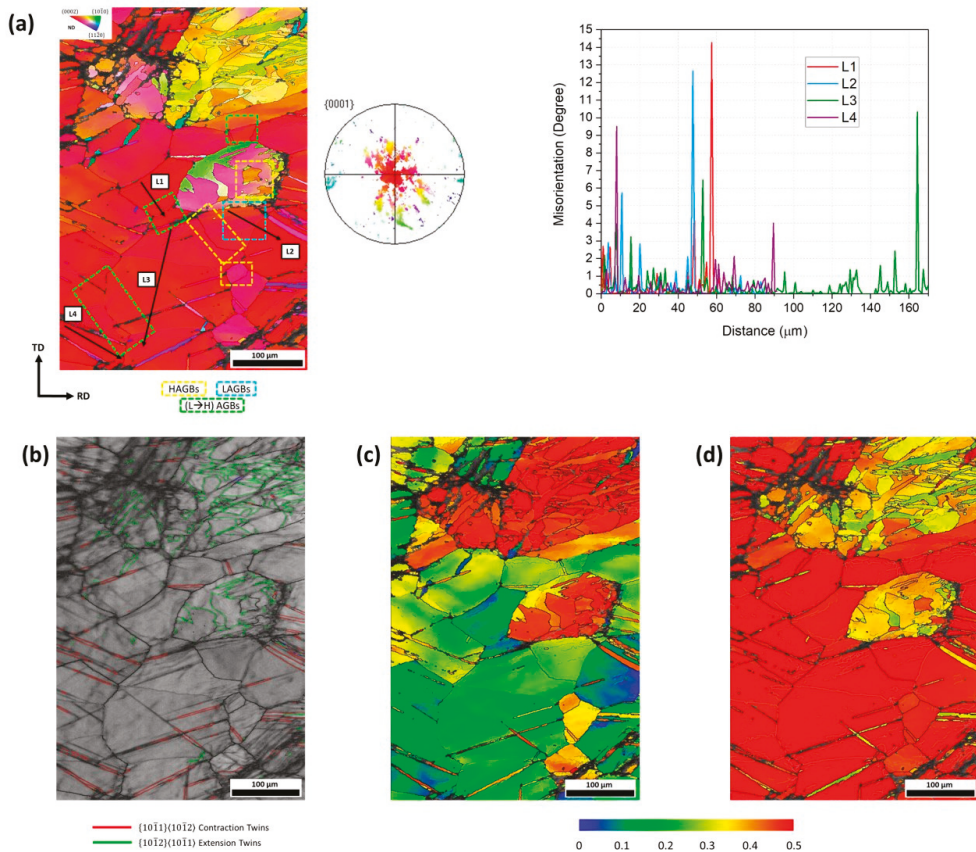 (a)
(0002) (101̄0)
ND
[112̄0]
L1
L2
L3
L4
100 µm
TD
RD
HAGBs LAGBs
(L→H) AGBs
{0001}
Misorientation (Degree)
15
14
13
12
11
10
9
8
7
6
5
4
3
2
1
0
0 20 40 60 80 100 120 140 160
Distance (µm)
L1
L2
L3
L4
(b)
100 µm
{101̄1}⟨101̄2⟩ Contraction Twins
{101̄2}⟨101̄1⟩ Extension Twins
(c)
100 µm
(d)
100 µm
0 0.1 0.2 0.3 0.4 0.5